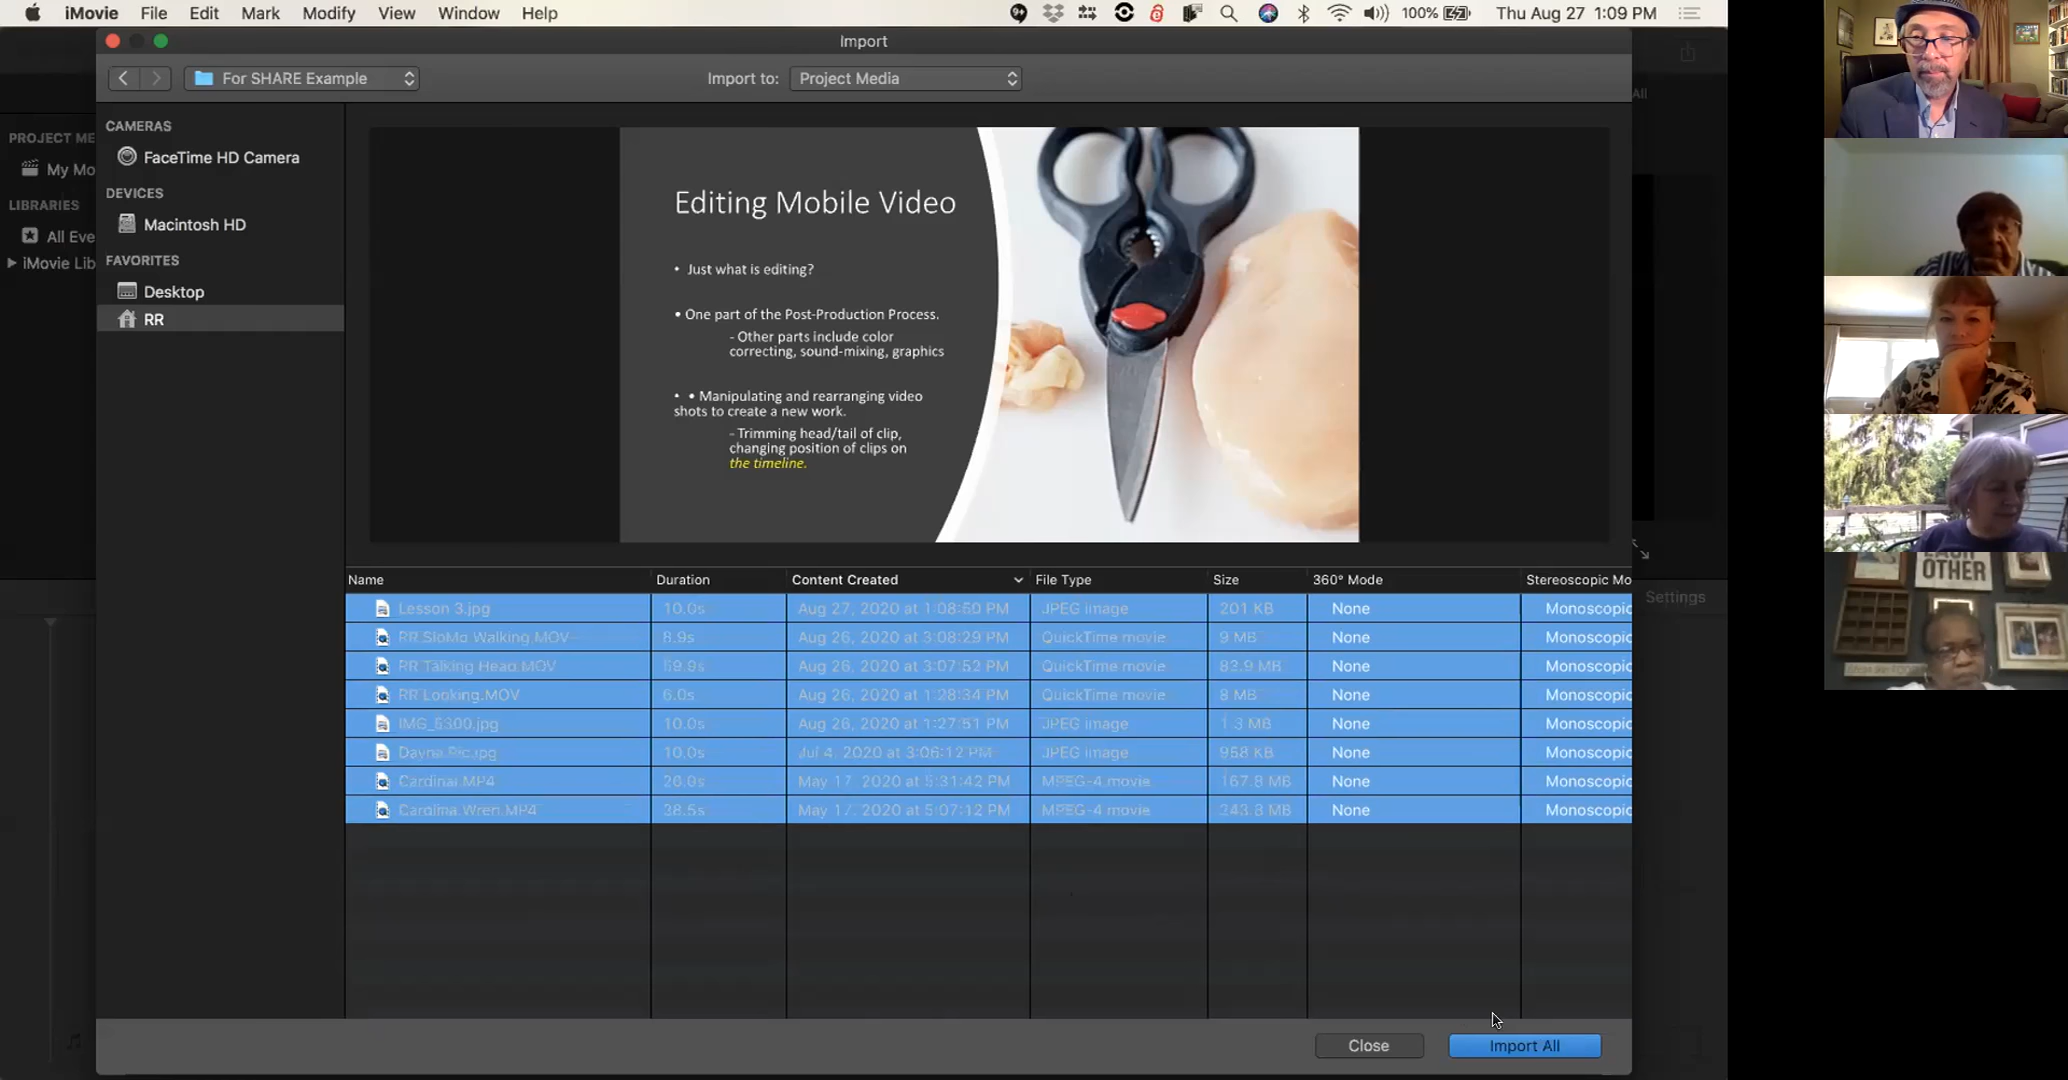 iMovie File Edit Mark Modify View Window Help
100% Thu Aug 27 1:09 PM
Import
For SHARE Example
Import to: Project Media
All
PROJECT ME
My Mo
LIBRARIES
All Eve
iMovie Lib
CAMERAS
FaceTime HD Camera
DEVICES
Macintosh HD
FAVORITES
Desktop
RR
Editing Mobile Video
• Just what is editing?
• One part of the Post-Production Process.
- Other parts include color
correcting, sound-mixing, graphics
• • Manipulating and rearranging video
shots to create a new work.
- Trimming head/tail of clip,
changing position of clips on
the timeline.
Name Duration Content Created File Type Size 360° Mode Stereoscopic Mo
Lesson 3.jpg 10.0s Aug 27, 2020 at 1:08:50 PM JPEG image 201 KB None Monoscopic
RR SloMo Walking.MOV 8.9s Aug 26, 2020 at 3:08:29 PM QuickTime movie 9 MB None Monoscopic
RR Talking Head.MOV 59.9s Aug 26, 2020 at 3:07:52 PM QuickTime movie 83.9 MB None Monoscopic
RR Looking.MOV 6.0s Aug 26, 2020 at 1:28:34 PM QuickTime movie 8 MB None Monoscopic
IMG_5300.jpg 10.0s Aug 26, 2020 at 1:27:51 PM JPEG image 1.3 MB None Monoscopic
Dayna Pic.jpg 10.0s Jul 4, 2020 at 3:06:12 PM JPEG image 958 KB None Monoscopic
Cardinal.MP4 20.0s May 17, 2020 at 5:31:42 PM MPEG-4 movie 167.8 MB None Monoscopic
Carolina Wren.MP4 38.5s May 17, 2020 at 5:07:12 PM MPEG-4 movie 243.8 MB None Monoscopic
Settings
Close Import All
EACH
OTHER